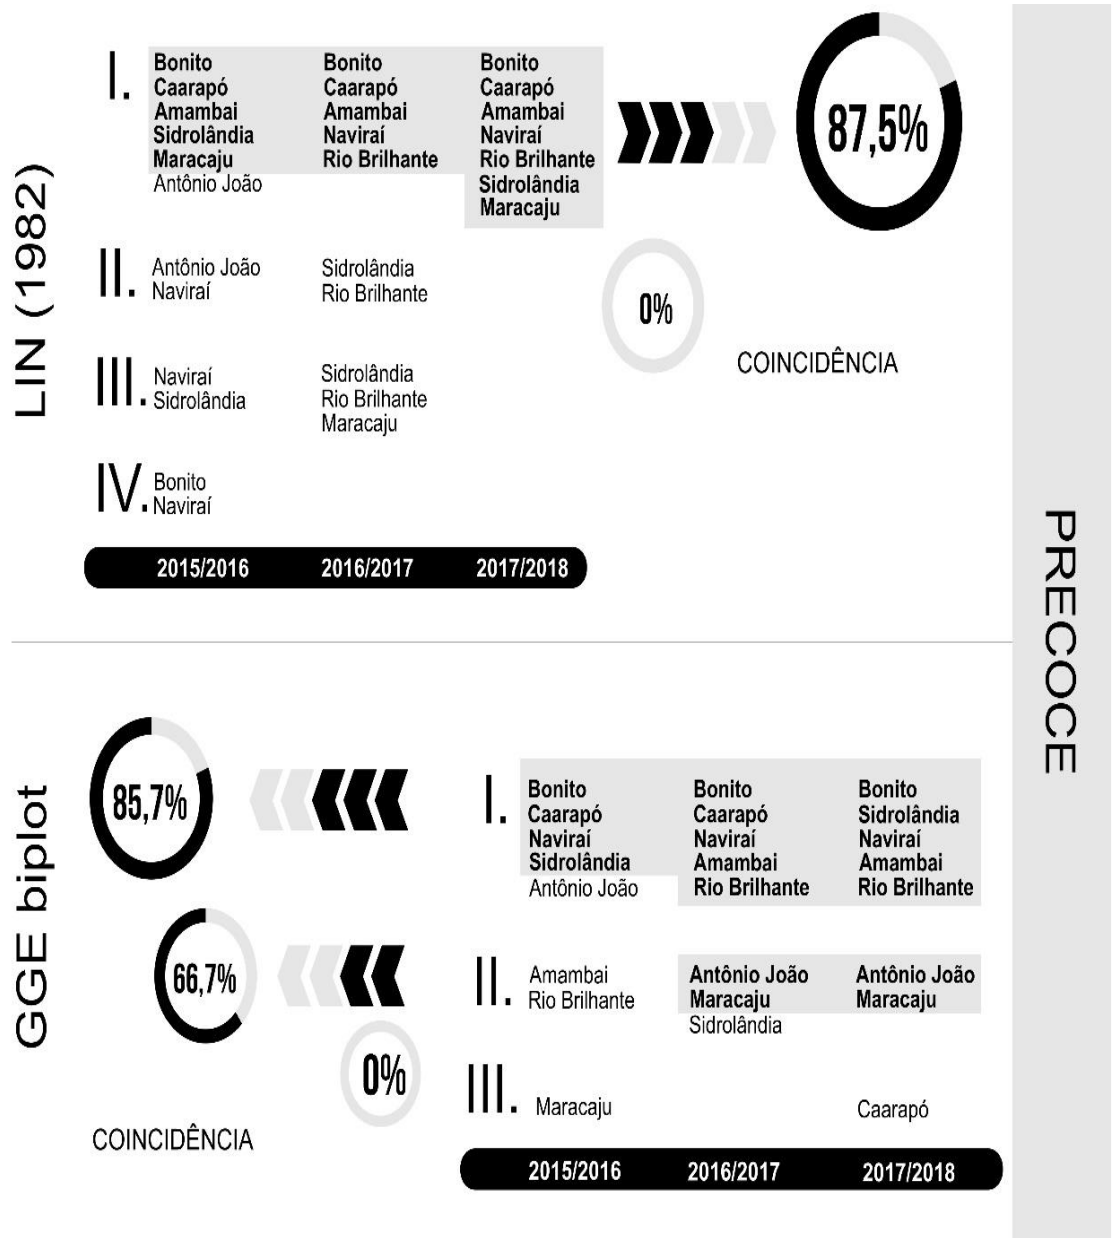 LIN (1982)
I.
Bonito
Caarapó
Amambai
Sidrolândia
Maracaju
Antônio João
Bonito
Caarapó
Amambai
Naviraí
Rio Brilhante
Bonito
Caarapó
Amambai
Naviraí
Rio Brilhante
Sidrolândia
Maracaju
87,5%
II.
Antônio João
Naviraí
Sidrolândia
Rio Brilhante
0%
COINCIDÊNCIA
III.
Naviraí
Sidrolândia
Sidrolândia
Rio Brilhante
Maracaju
IV.
Bonito
Naviraí
2015/2016
2016/2017
2017/2018
PRECOCE
GGE biplot
85,7%
I.
Bonito
Caarapó
Naviraí
Sidrolândia
Antônio João
Bonito
Caarapó
Naviraí
Amambai
Rio Brilhante
Bonito
Sidrolândia
Naviraí
Amambai
Rio Brilhante
66,7%
II.
Amambai
Rio Brilhante
Antônio João
Maracaju
Sidrolândia
Antônio João
Maracaju
0%
III.
Maracaju
Caarapó
COINCIDÊNCIA
2015/2016
2016/2017
2017/2018